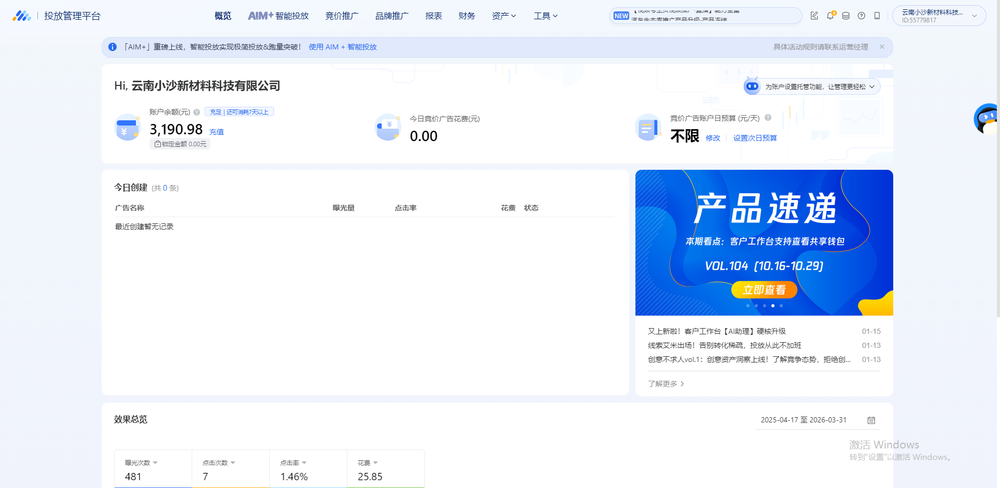 投放管理平台
概览
AIM+智能投放
竞价推广
品牌推广
报表
财务
资产
工具
NEW
8
云南小沙新材料科技...
ID:55779817
「AIM+」重磅上线，智能投放实现极简投放&跑量突破！ 使用 AIM + 智能投放
具体活动规则请联系运营经理
Hi, 云南小沙新材料科技有限公司
为账户设置托管功能，让管理更轻松
账户余额(元)
充足 | 还可消耗7天以上
3,190.98 充值
锁定金额 0.00元
今日竞价广告花费(元)
0.00
竞价广告账户日预算 (元/天)
不限 修改 设置次日预算
今日创建 (共 0 条)
广告名称 曝光量 点击率 花费 状态
最近创建暂无记录
产品速递
本期看点：客户工作台支持查看共享钱包
VOL.104 (10.16-10.29)
立即查看
又上新啦！客户工作台【AI助理】硬核升级 01-15
线索艾米出场！告别转化稀疏，投放从此不加班 01-13
创意不求人vol.1：创意资产洞察上线！了解竞争态势，拒绝创... 01-13
了解更多
效果总览
2025-04-17 至 2026-03-31
曝光次数
481
点击次数
7
点击率
1.46%
花费
25.85
激活 Windows
转到“设置”以激活 Windows。